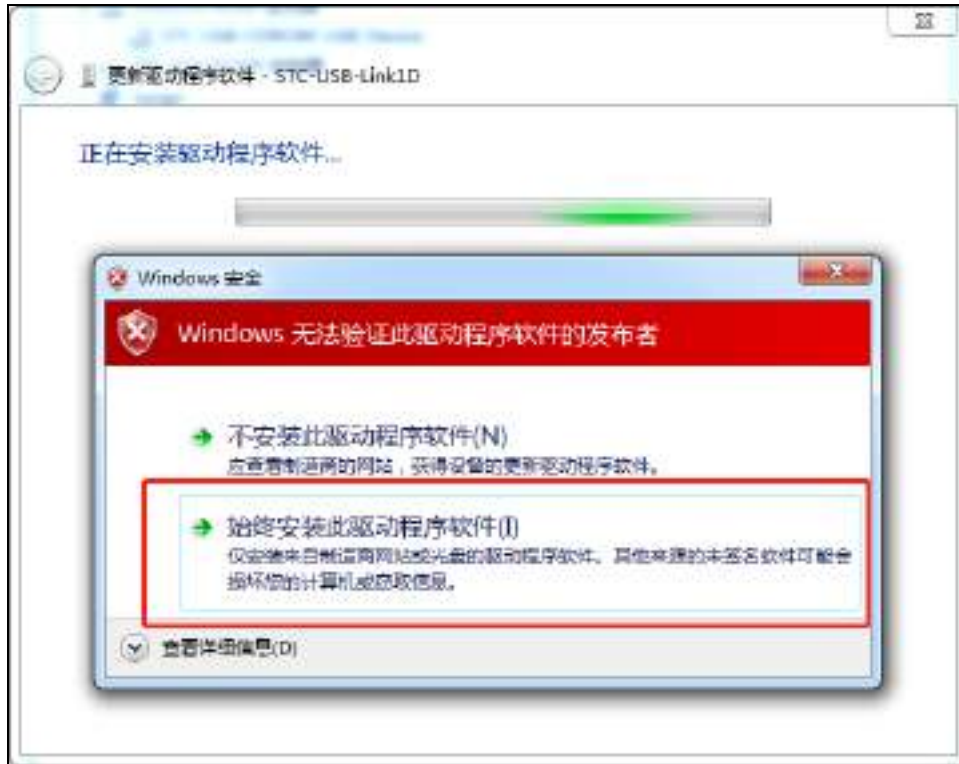 更新驱动程序软件 - STC-USB-Link1D
正在安装驱动程序软件...
Windows 安全
Windows 无法验证此驱动程序软件的发布者
不安装此驱动程序软件(N)
应查看制造商的网站，获得设备的更新驱动程序软件。
始终安装此驱动程序软件(I)
仅安装来自制造商网站或光盘的驱动程序软件。其他来源的未签名软件可能会
损坏您的计算机或窃取信息。
查看详细信息(D)